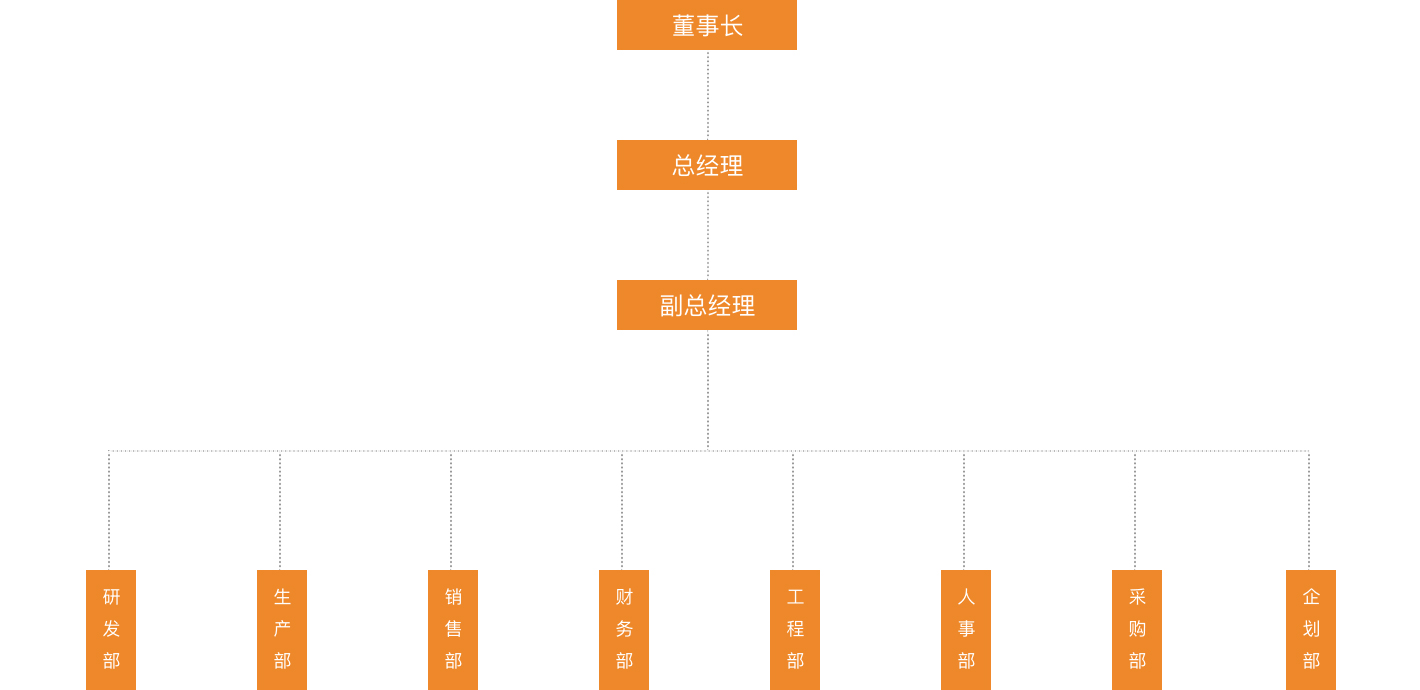 董事长
总经理
副总经理
研发部
生产部
销售部
财务部
工程部
人事部
采购部
企划部